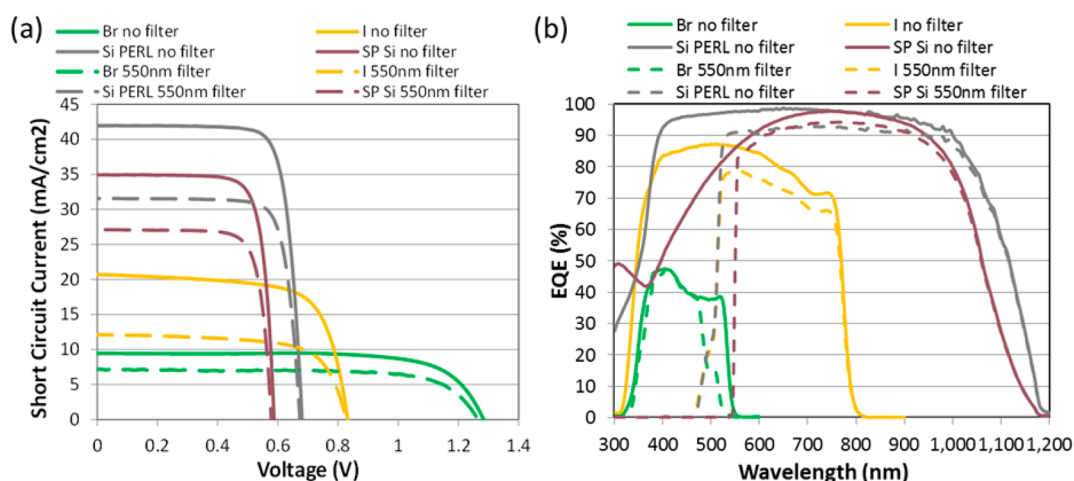 (a)
Br no filter
I no filter
Si PERL no filter
SP Si no filter
Br 550nm filter
I 550nm filter
Si PERL 550nm filter
SP Si 550nm filter
Short Circuit Current (mA/cm2)
45
40
35
30
25
20
15
10
5
0
0
0.2
0.4
0.6
0.8
1
1.2
1.4
Voltage (V)
(b)
Br no filter
I no filter
Si PERL no filter
SP Si no filter
Br 550nm filter
I 550nm filter
Si PERL no filter
SP Si 550nm filter
EQE (%)
100
90
80
70
60
50
40
30
20
10
0
300 400 500 600 700 800 900 1,000 1,100 1,200
Wavelength (nm)